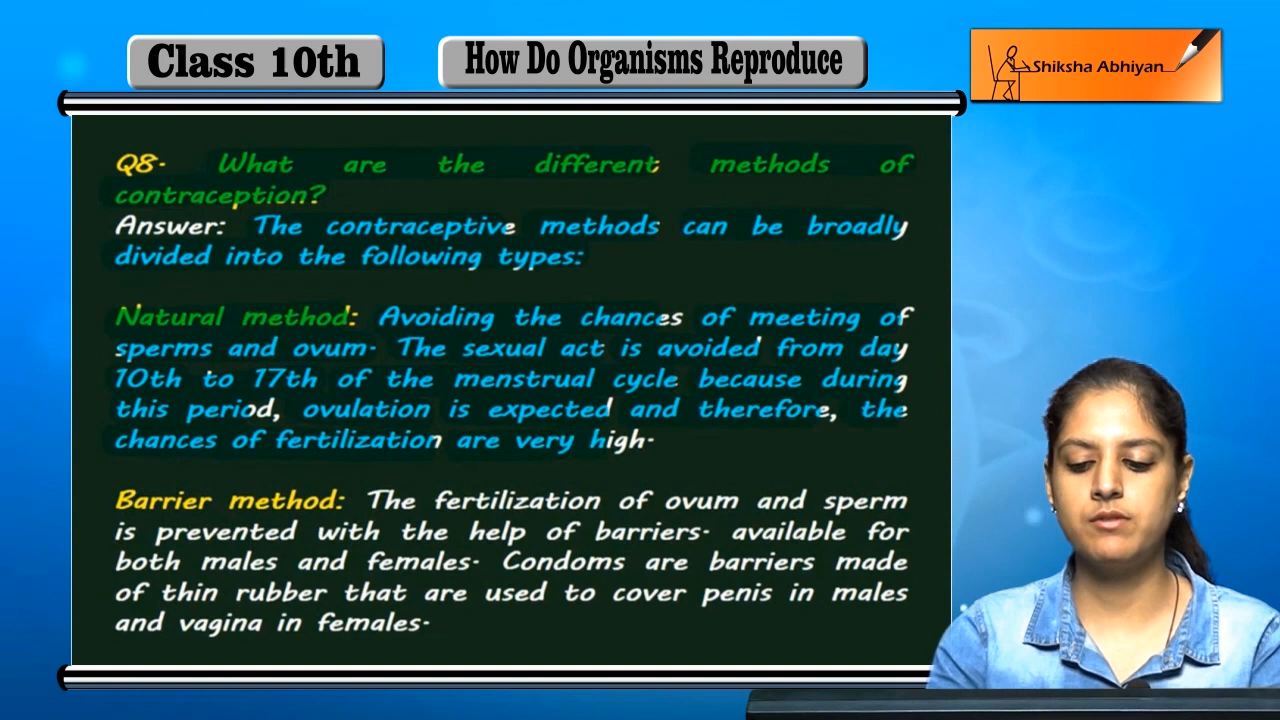 Class 10th
How Do Organisms Reproduce
Shiksha Abhiyan
Q8- What are the different methods of
contraception?
Answer: The contraceptive methods can be broadly
divided into the following types:
Natural method: Avoiding the chances of meeting of
sperms and ovum- The sexual act is avoided from day
10th to 17th of the menstrual cycle because during
this period, ovulation is expected and therefore, the
chances of fertilization are very high-
Barrier method: The fertilization of ovum and sperm
is prevented with the help of barriers- available for
both males and females- Condoms are barriers made
of thin rubber that are used to cover penis in males
and vagina in females-